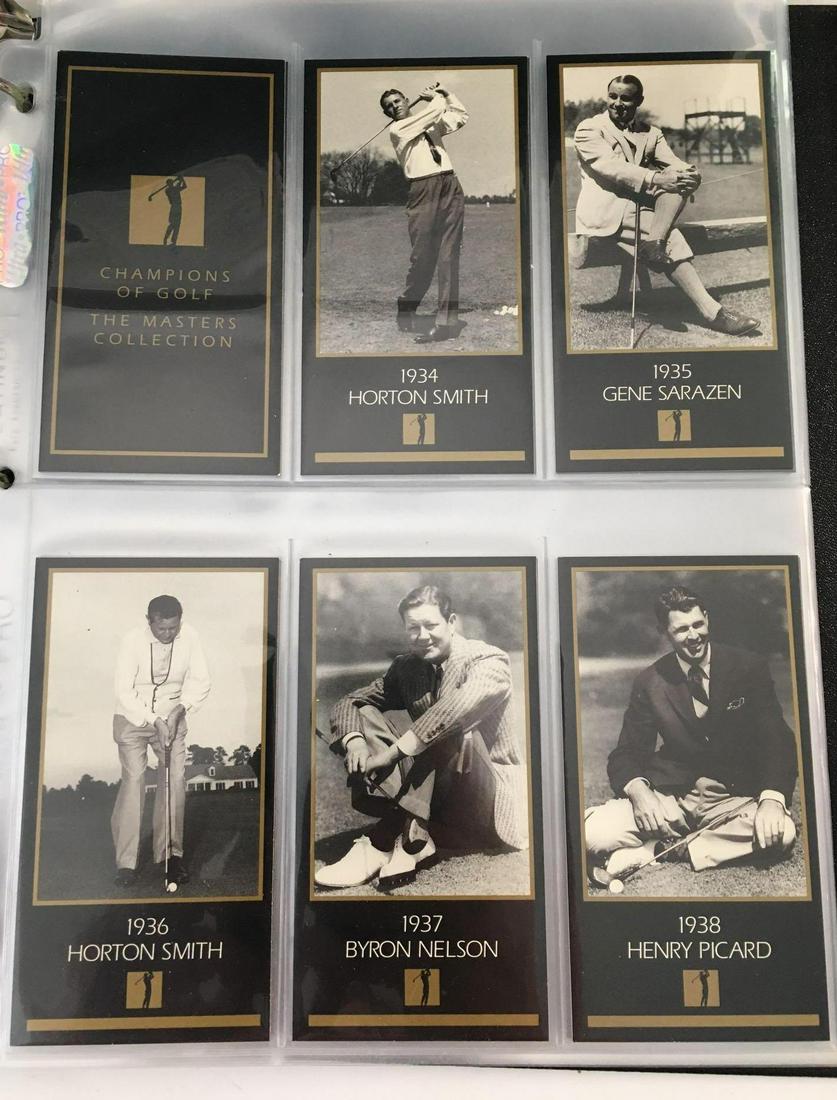 CHAMPIONS
OF GOLF
THE MASTERS
COLLECTION
1934
HORTON SMITH
1935
GENE SARAZEN
1936
HORTON SMITH
1937
BYRON NELSON
1938
HENRY PICARD